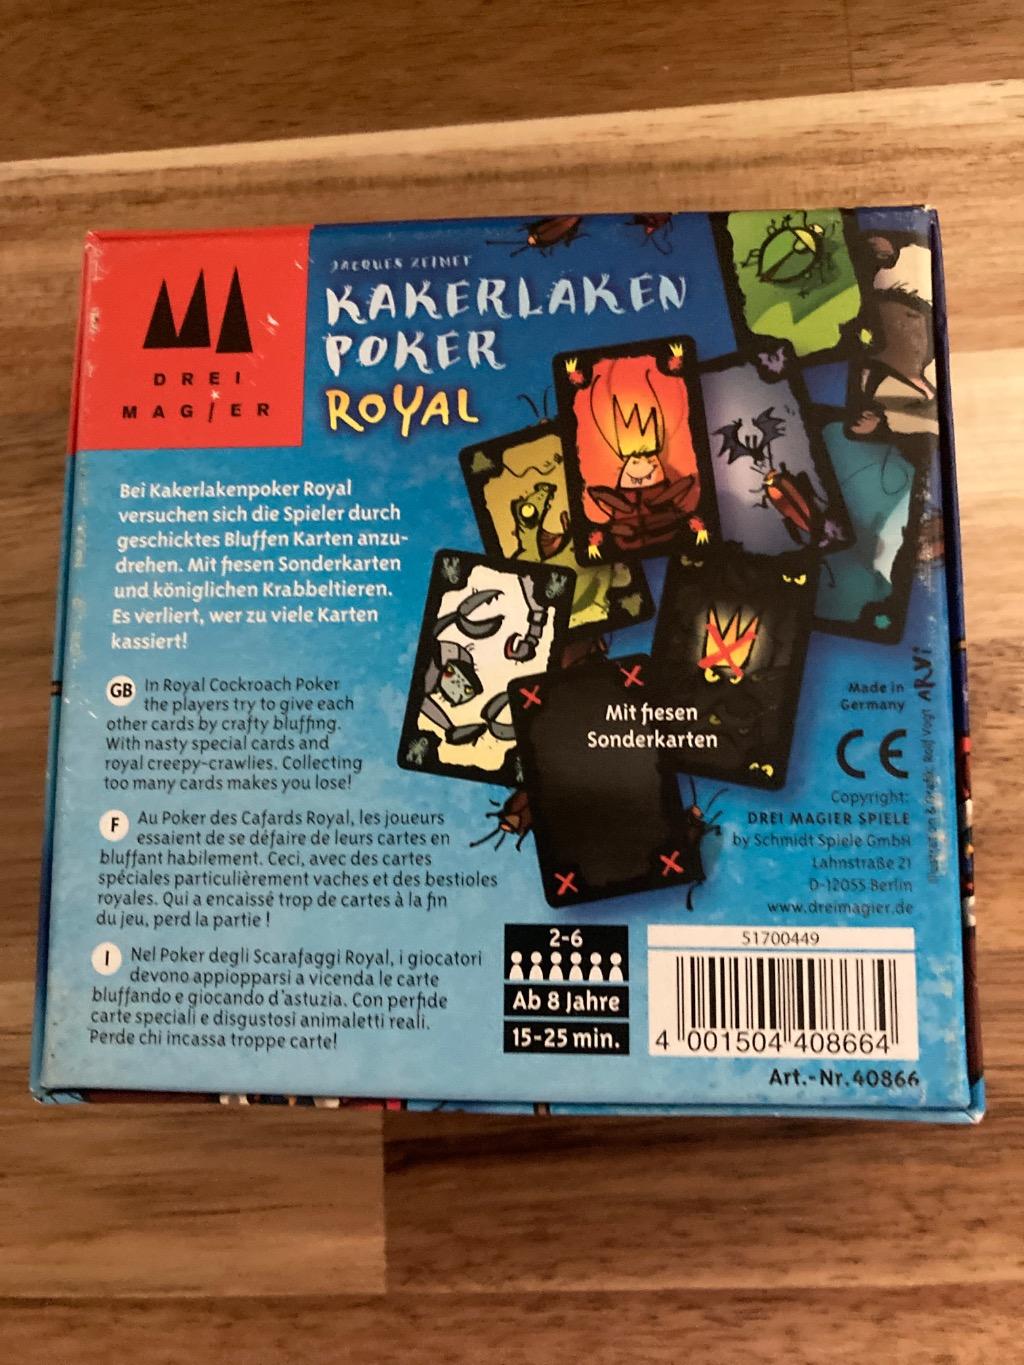 DREI
MAGIER
JACQUES ZEIMET
KAKERLAKEN
POKER
ROYAL
Bei Kakerlakenpoker Royal
versuchen sich die Spieler durch
geschicktes Bluffen Karten anzu-
drehen. Mit fiesen Sonderkarten
und königlichen Krabbeltieren.
Es verliert, wer zu viele Karten
kassiert!
GB In Royal Cockroach Poker
the players try to give each
other cards by crafty bluffing.
With nasty special cards and
royal creepy-crawlies. Collecting
too many cards makes you lose!
F Au Poker des Cafards Royal, les joueurs
essaient de se défaire de leurs cartes en
bluffant habilement. Ceci, avec des cartes
spéciales particulièrement vaches et des bestioles
royales. Qui a encaissé trop de cartes à la fin
du jeu, perd la partie !
I Nel Poker degli Scarafaggi Royal, i giocatori
devono appiopparsi a vicenda le carte
bluffando e giocando d'astuzia. Con perfide
carte speciali e disgustosi animaletti reali.
Perde chi incassa troppe carte!
Mit fiesen
Sonderkarten
Made in
Germany
CE
Copyright:
DREI MAGIER SPIELE
by Schmidt Spiele GmbH
Lahnstraße 21
D-12055 Berlin
www.dreimagier.de
Illustration & Grafik: Rolf Vogt ARVi
2-6
Ab 8 Jahre
15-25 min.
51700449
4 001504 408664
Art.-Nr. 40866